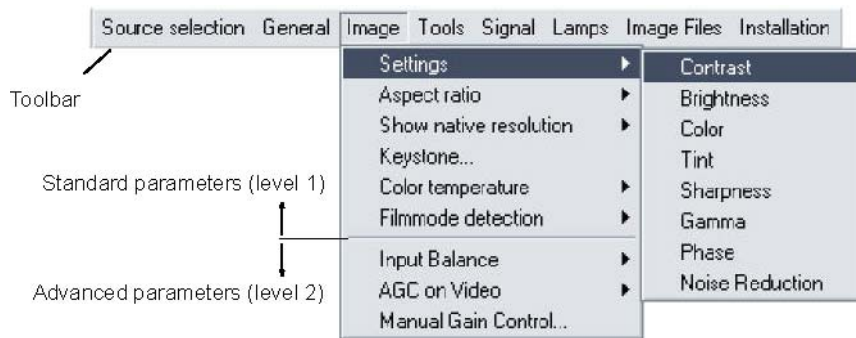 Source selection General Image Tools Signal Lamps Image Files Installation
Toolbar
Settings
Aspect ratio
Show native resolution
Keystone...
Color temperature
Filmmode detection
Input Balance
AGC on Video
Manual Gain Control...
Contrast
Brightness
Color
Tint
Sharpness
Gamma
Phase
Noise Reduction
Standard parameters (level 1)
Advanced parameters (level 2)